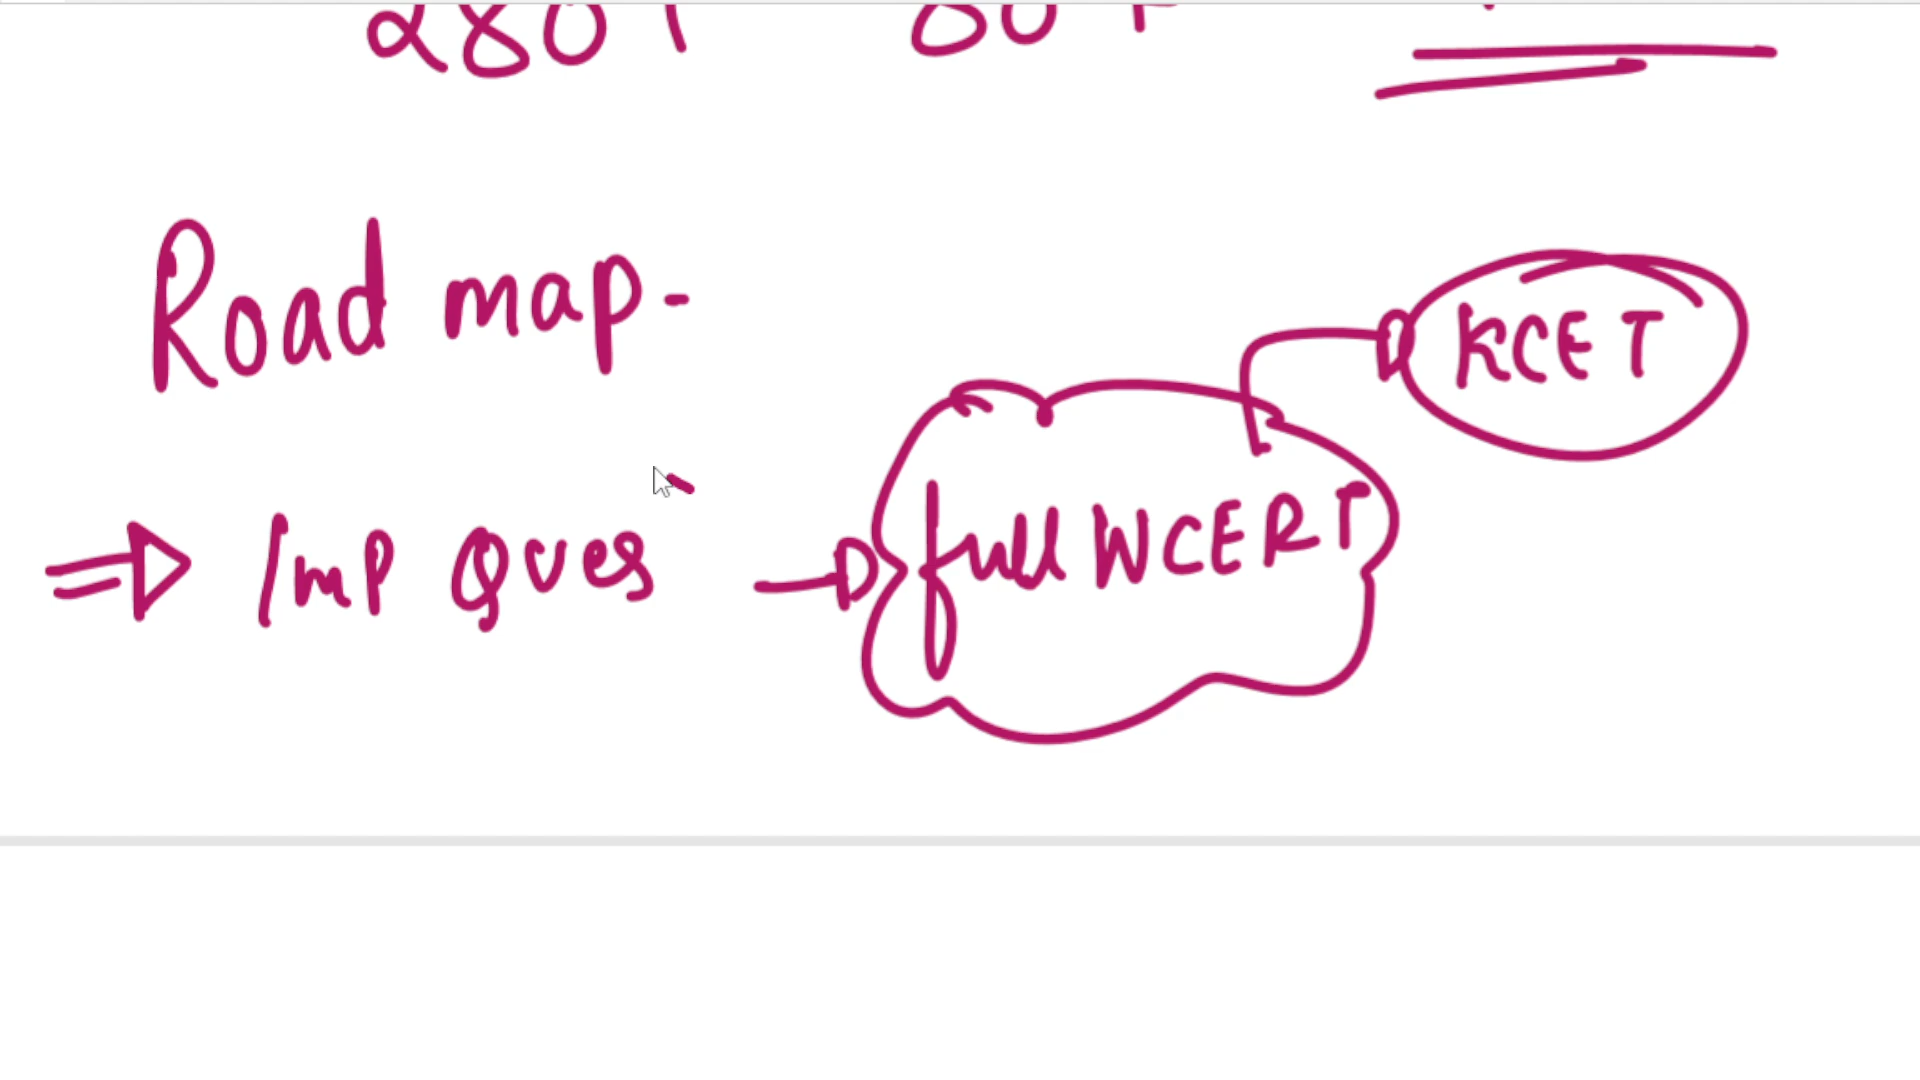 Road map -
KCET
⇒ Imp Ques → full NCERT